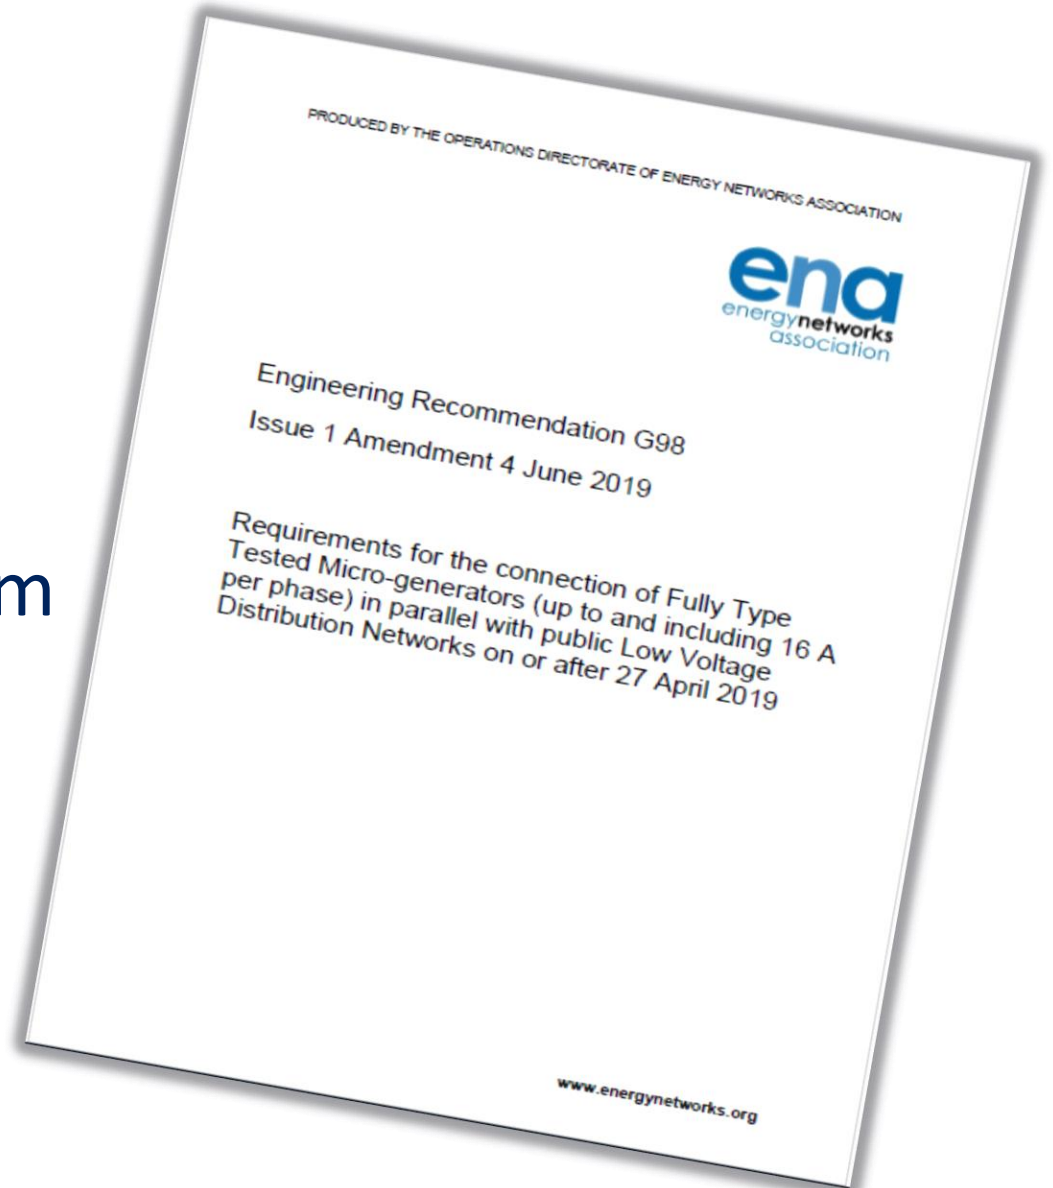 PRODUCED BY THE OPERATIONS DIRECTORATE OF ENERGY NETWORKS ASSOCIATION
ena
energynetworks
association
Engineering Recommendation G98
Issue 1 Amendment 4 June 2019
m
Requirements for the connection of Fully Type
Tested Micro-generators (up to and including 16 A
per phase) in parallel with public Low Voltage
Distribution Networks on or after 27 April 2019
www.energynetworks.org